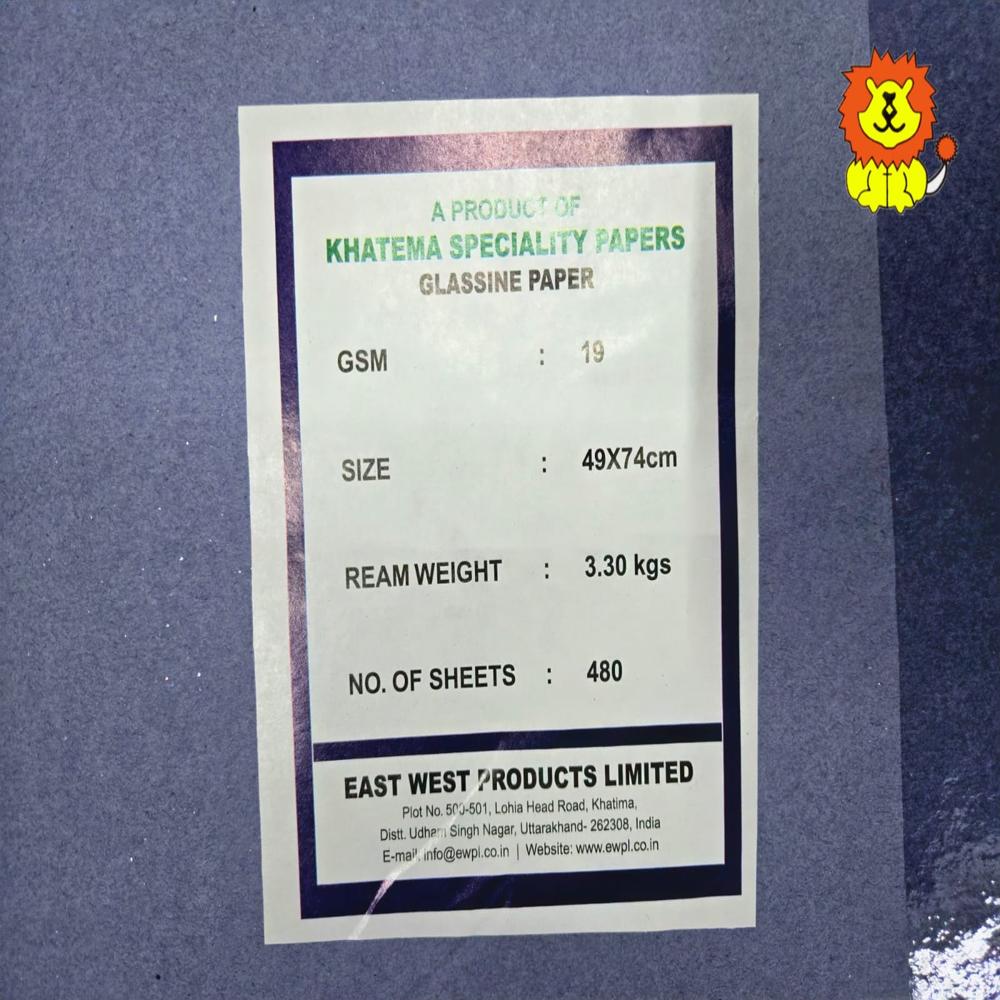 A PRODUCT OF
KHATEMA SPECIALITY PAPERS
GLASSINE PAPER
GSM : 19
SIZE : 49X74cm
REAM WEIGHT : 3.30 kgs
NO. OF SHEETS : 480
EAST WEST PRODUCTS LIMITED
Plot No. 500-501, Lohia Head Road, Khatima,
Distt. Udham Singh Nagar, Uttarakhand- 262308, India
E-mail: info@ewpl.co.in | Website: www.ewpl.co.in